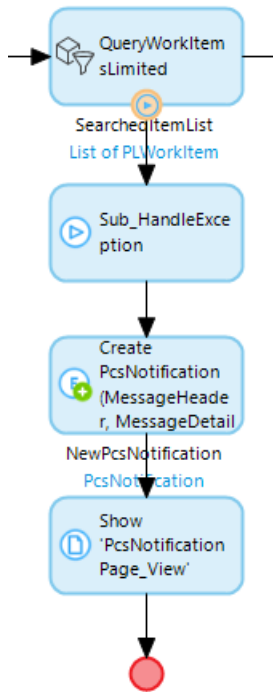 QueryWorkItem
sLimited
SearchedItemList
List of PLWorkItem
Sub_HandleExce
ption
Create
PcsNotification
(MessageHeade
r, MessageDetail
NewPcsNotification
PcsNotification
Show
'PcsNotification
Page_View'